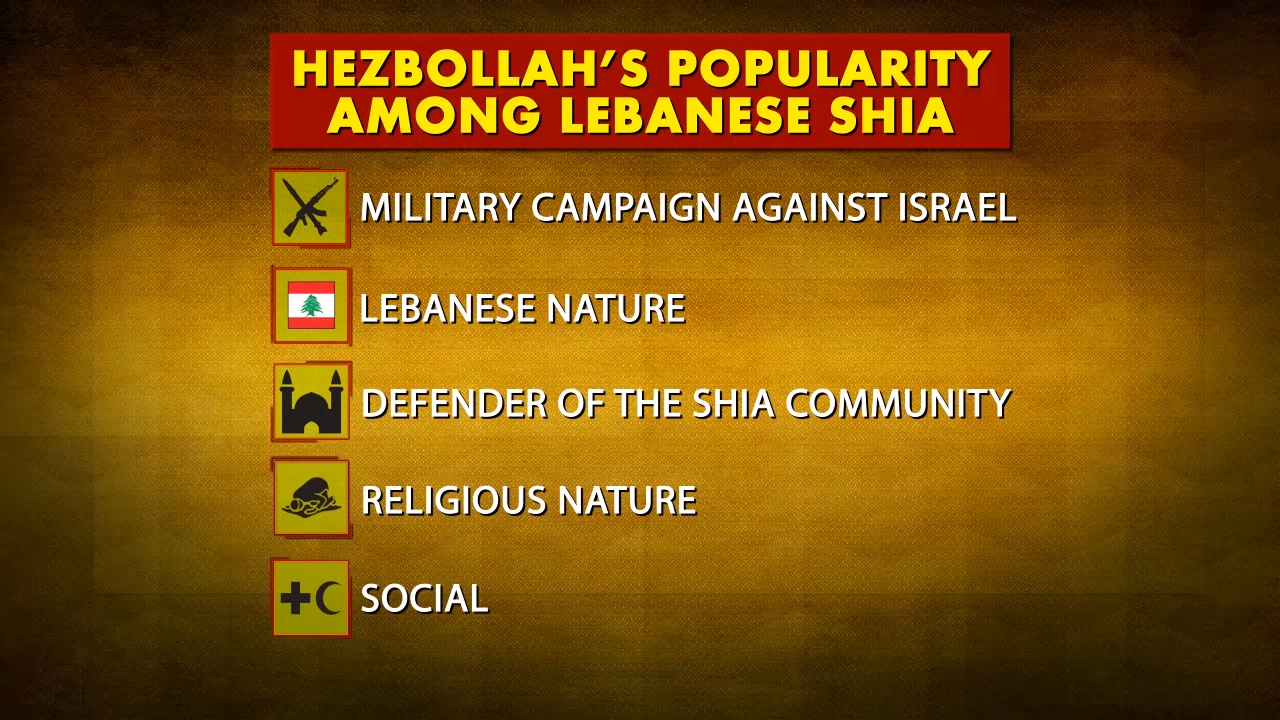 HEZBOLLAH'S POPULARITY
AMONG LEBANESE SHIA
MILITARY CAMPAIGN AGAINST ISRAEL
LEBANESE NATURE
DEFENDER OF THE SHIA COMMUNITY
RELIGIOUS NATURE
SOCIAL